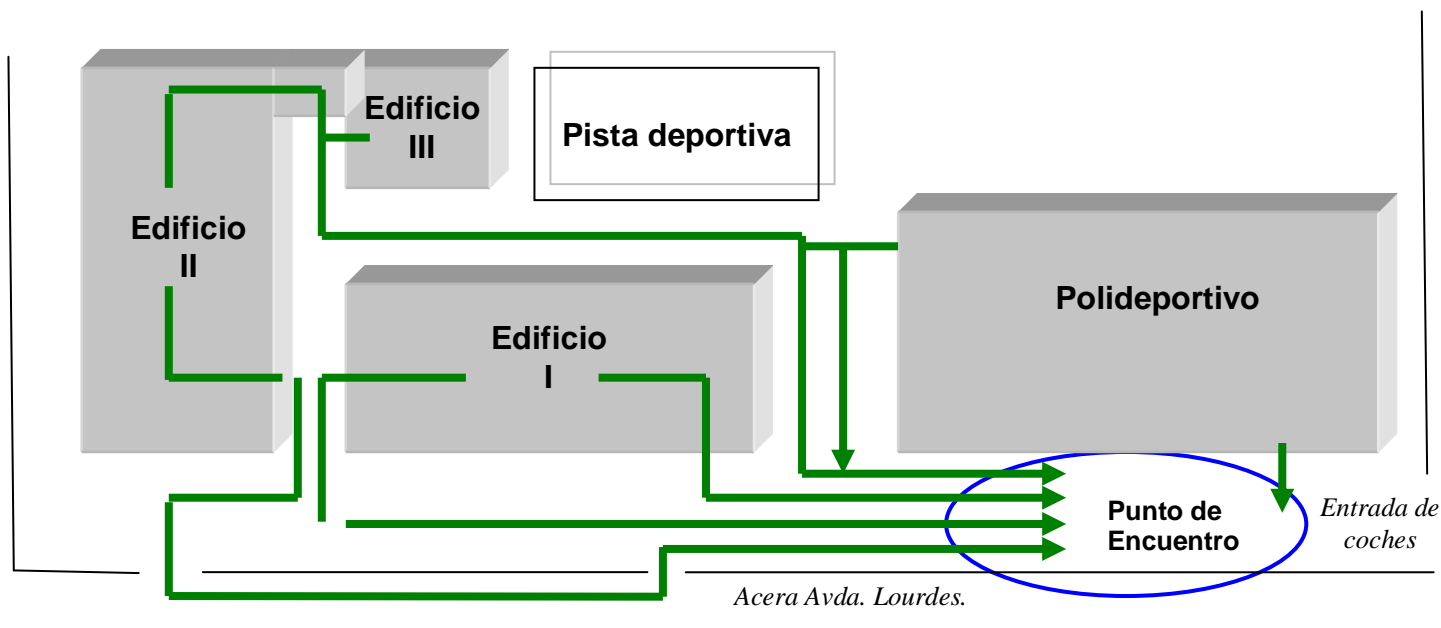 Edificio
III
Pista deportiva
Edificio
II
Polideportivo
Edificio
I
Punto de
Encuentro
Entrada de
coches
Acera Avda. Lourdes.